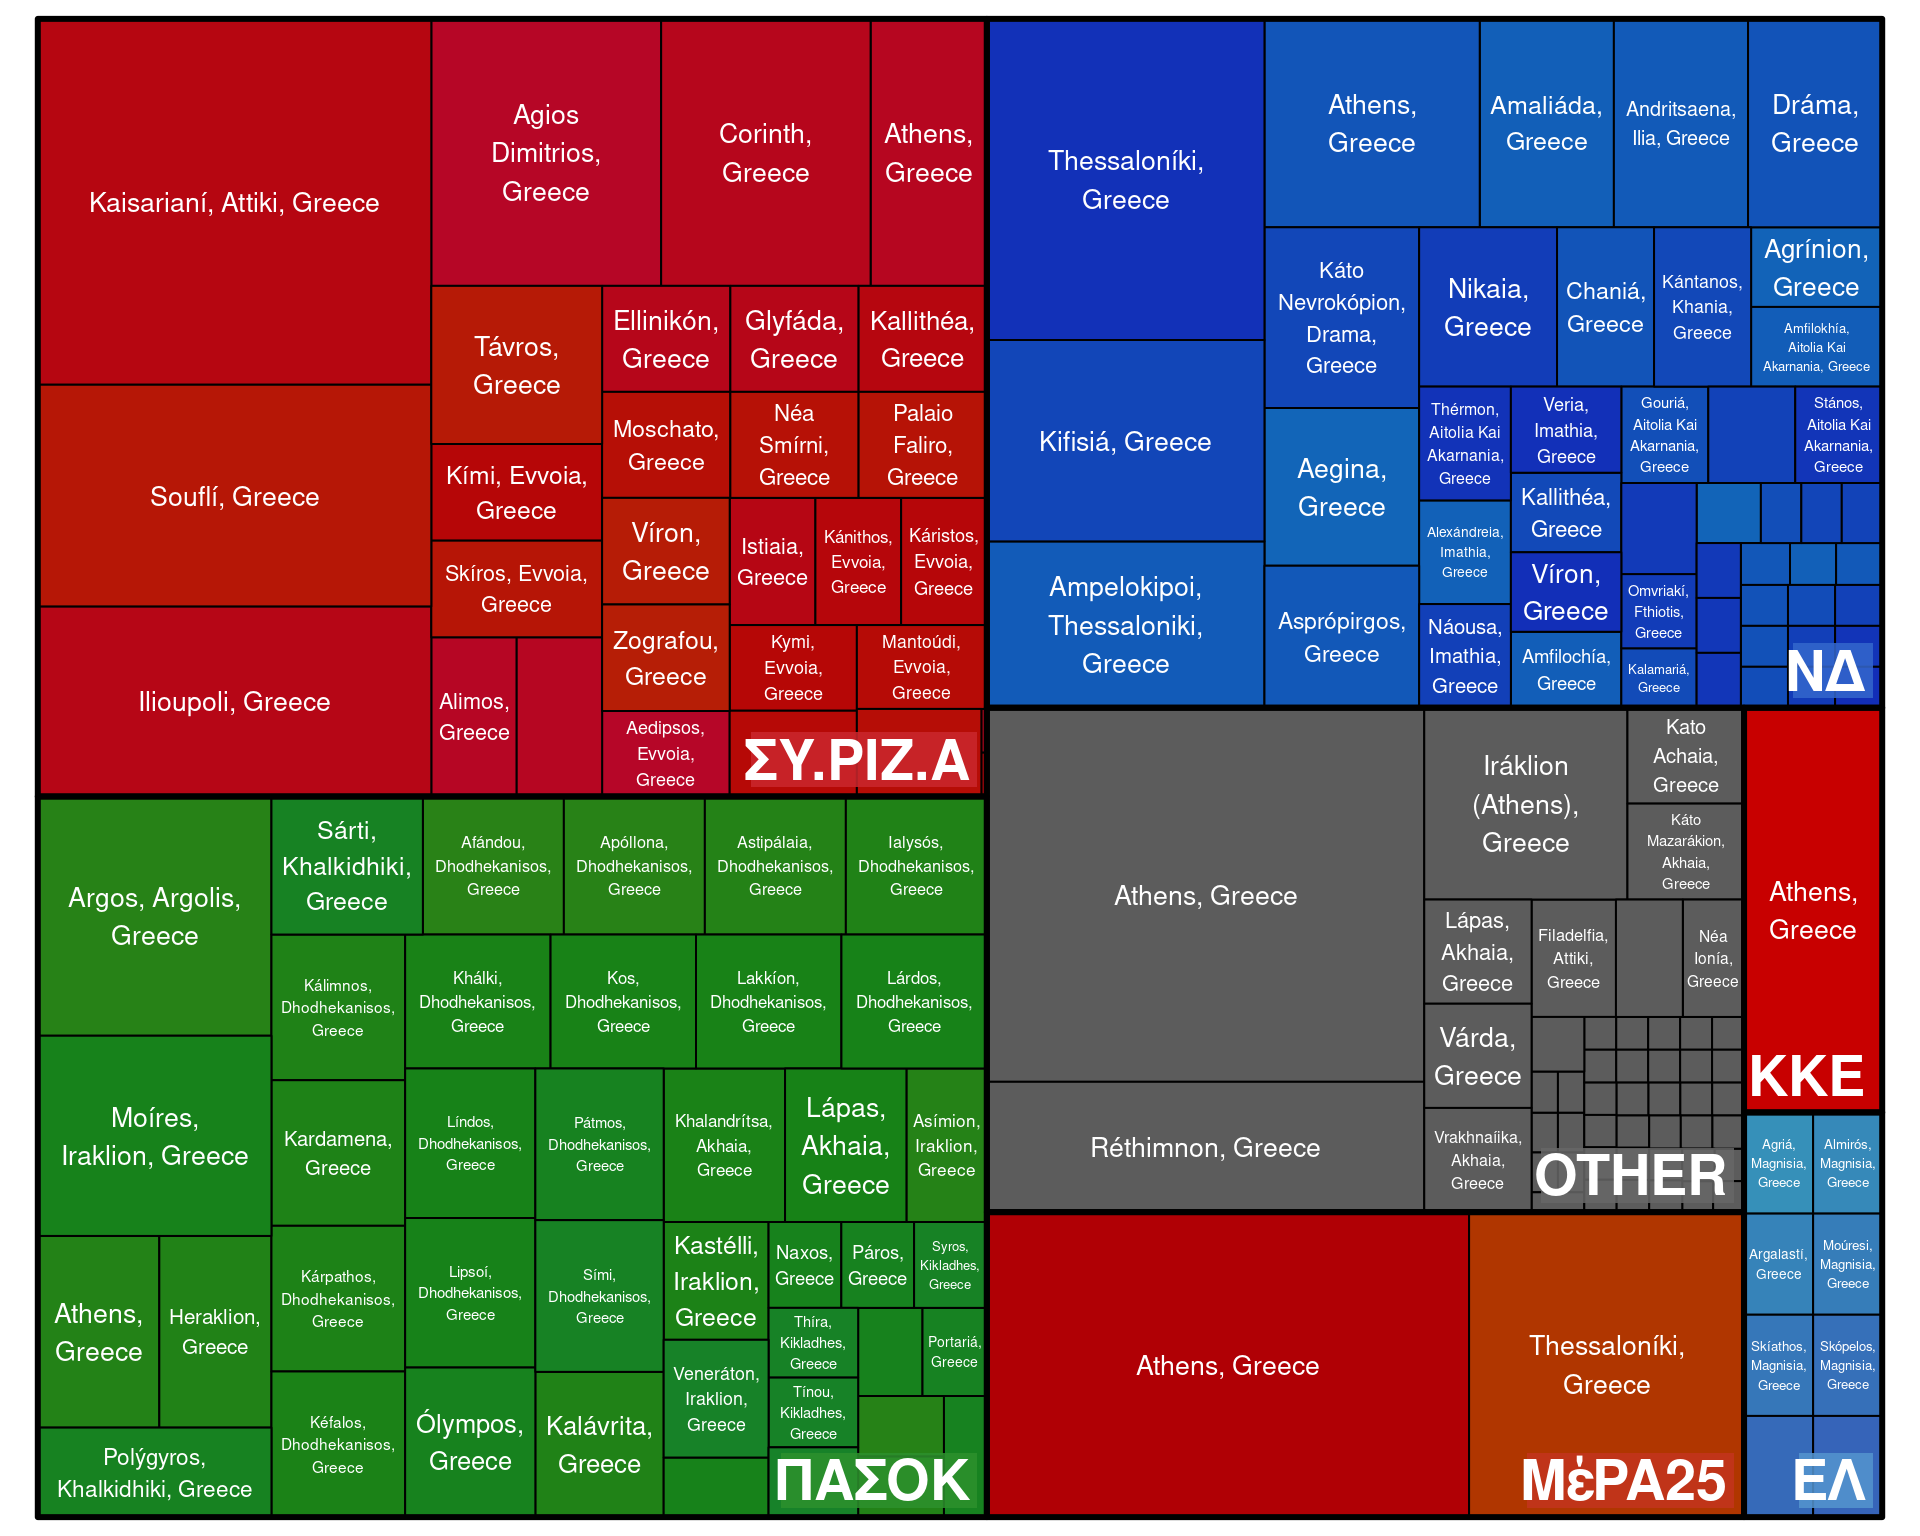 Kaisarianí, Attiki, Greece
Souflí, Greece
Ilioupoli, Greece
Agios
Dimitrios,
Greece
Corinth,
Greece
Athens,
Greece
Távros,
Greece
Kími, Evvoia,
Greece
Skíros, Evvoia,
Greece
Alimos,
Greece
Ellinikón,
Greece
Glyfáda,
Greece
Kallithéa,
Greece
Moschato,
Greece
Néa
Smírni,
Greece
Palaio
Faliro,
Greece
Víron,
Greece
Zografou,
Greece
Aedipsos,
Evvoia,
Greece
Istiaia,
Greece
Kánithos,
Evvoia,
Greece
Káristos,
Evvoia,
Greece
Kymi,
Evvoia,
Greece
Mantoúdi,
Evvoia,
Greece
ΣΥ.ΡΙΖ.Α
Thessaloníki,
Greece
Kifisiá, Greece
Ampelokipoi,
Thessaloniki,
Greece
Athens,
Greece
Amaliáda,
Greece
Andritsaena,
Ilia, Greece
Dráma,
Greece
Káto
Nevrokópion,
Drama,
Greece
Aegina,
Greece
Asprópirgos,
Greece
Nikaia,
Greece
Chaniá,
Greece
Kántanos,
Khania,
Greece
Agrínion,
Greece
Amfilokhía,
Aitolia Kai
Akarnania, Greece
Thérmon,
Aitolia Kai
Akarnania,
Greece
Alexándreia,
Imathia,
Greece
Náousa,
Imathia,
Greece
Veria,
Imathia,
Greece
Kallithéa,
Greece
Víron,
Greece
Amfilochía,
Greece
Gouriá,
Aitolia Kai
Akarnania,
Greece
Stános,
Aitolia Kai
Akarnania,
Greece
Omvriakí,
Fthiotis,
Greece
Kalamariá,
Greece
ΝΔ
Argos, Argolis,
Greece
Moíres,
Iraklion, Greece
Athens,
Greece
Heraklion,
Greece
Polýgyros,
Khalkidhiki, Greece
Sárti,
Khalkidhiki,
Greece
Afándou,
Dhodhekanisos,
Greece
Apóllona,
Dhodhekanisos,
Greece
Astipálaia,
Dhodhekanisos,
Greece
Ialysós,
Dhodhekanisos,
Greece
Kálimnos,
Dhodhekanisos,
Greece
Kardamena,
Greece
Kárpathos,
Dhodhekanisos,
Greece
Kéfalos,
Dhodhekanisos,
Greece
Khálki,
Dhodhekanisos,
Greece
Kos,
Dhodhekanisos,
Greece
Lakkíon,
Dhodhekanisos,
Greece
Lárdos,
Dhodhekanisos,
Greece
Líndos,
Dhodhekanisos,
Greece
Lipsoí,
Dhodhekanisos,
Greece
Ólympos,
Greece
Pátmos,
Dhodhekanisos,
Greece
Sími,
Dhodhekanisos,
Greece
Kalávrita,
Greece
Khalandrítsa,
Akhaia,
Greece
Lápas,
Akhaia,
Greece
Asímion,
Iraklion,
Greece
Kastélli,
Iraklion,
Greece
Veneráton,
Iraklion,
Greece
Naxos,
Greece
Páros,
Greece
Syros,
Kikladhes,
Greece
Thíra,
Kikladhes,
Greece
Tínou,
Kikladhes,
Greece
Portariá,
Greece
ΠΑΣΟΚ
Athens, Greece
Réthimnon, Greece
Iráklion
(Athens),
Greece
Kato
Achaia,
Greece
Káto
Mazarákion,
Akhaia,
Greece
Lápas,
Akhaia,
Greece
Várda,
Greece
Vrakhnaíika,
Akhaia,
Greece
Filadelfia,
Attiki,
Greece
Néa
Ionía,
Greece
OTHER
Athens,
Greece
ΚΚΕ
Athens, Greece
Thessaloníki,
Greece
ΜέΡΑ25
Agriá,
Magnisia,
Greece
Almirós,
Magnisia,
Greece
Argalastí,
Greece
Moúresi,
Magnisia,
Greece
Skíathos,
Magnisia,
Greece
Skópelos,
Magnisia,
Greece
ΕΛ